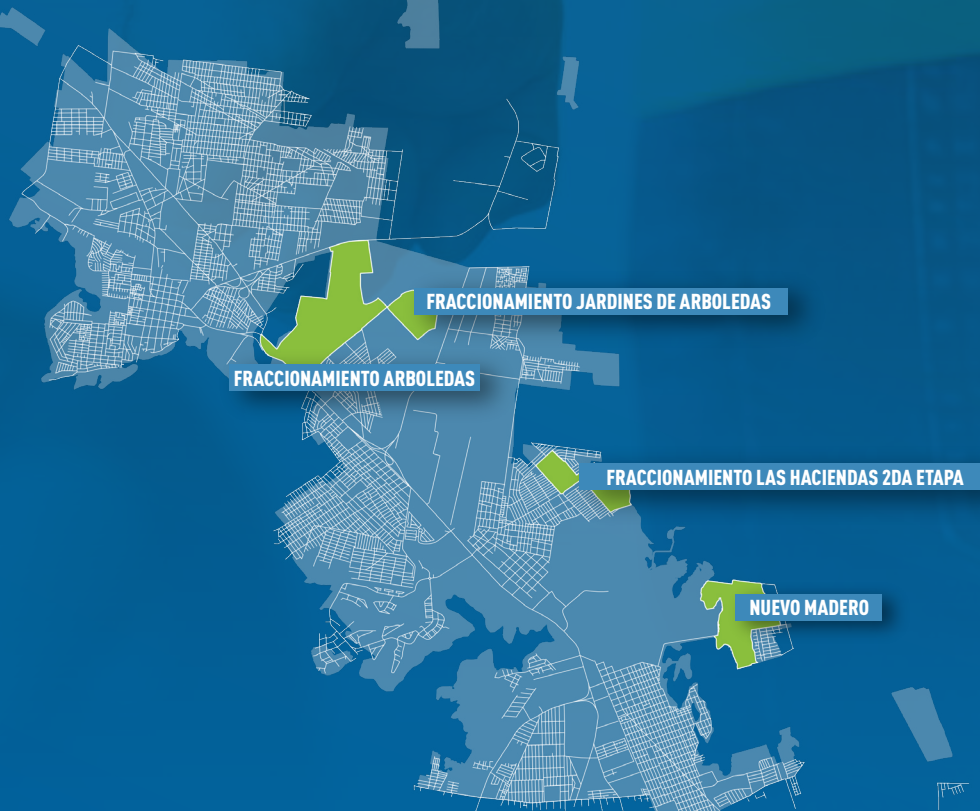 FRACCIONAMIENTO JARDINES DE ARBOLEDAS
FRACCIONAMIENTO ARBOLEDAS
FRACCIONAMIENTO LAS HACIENDAS 2DA ETAPA
NUEVO MADERO